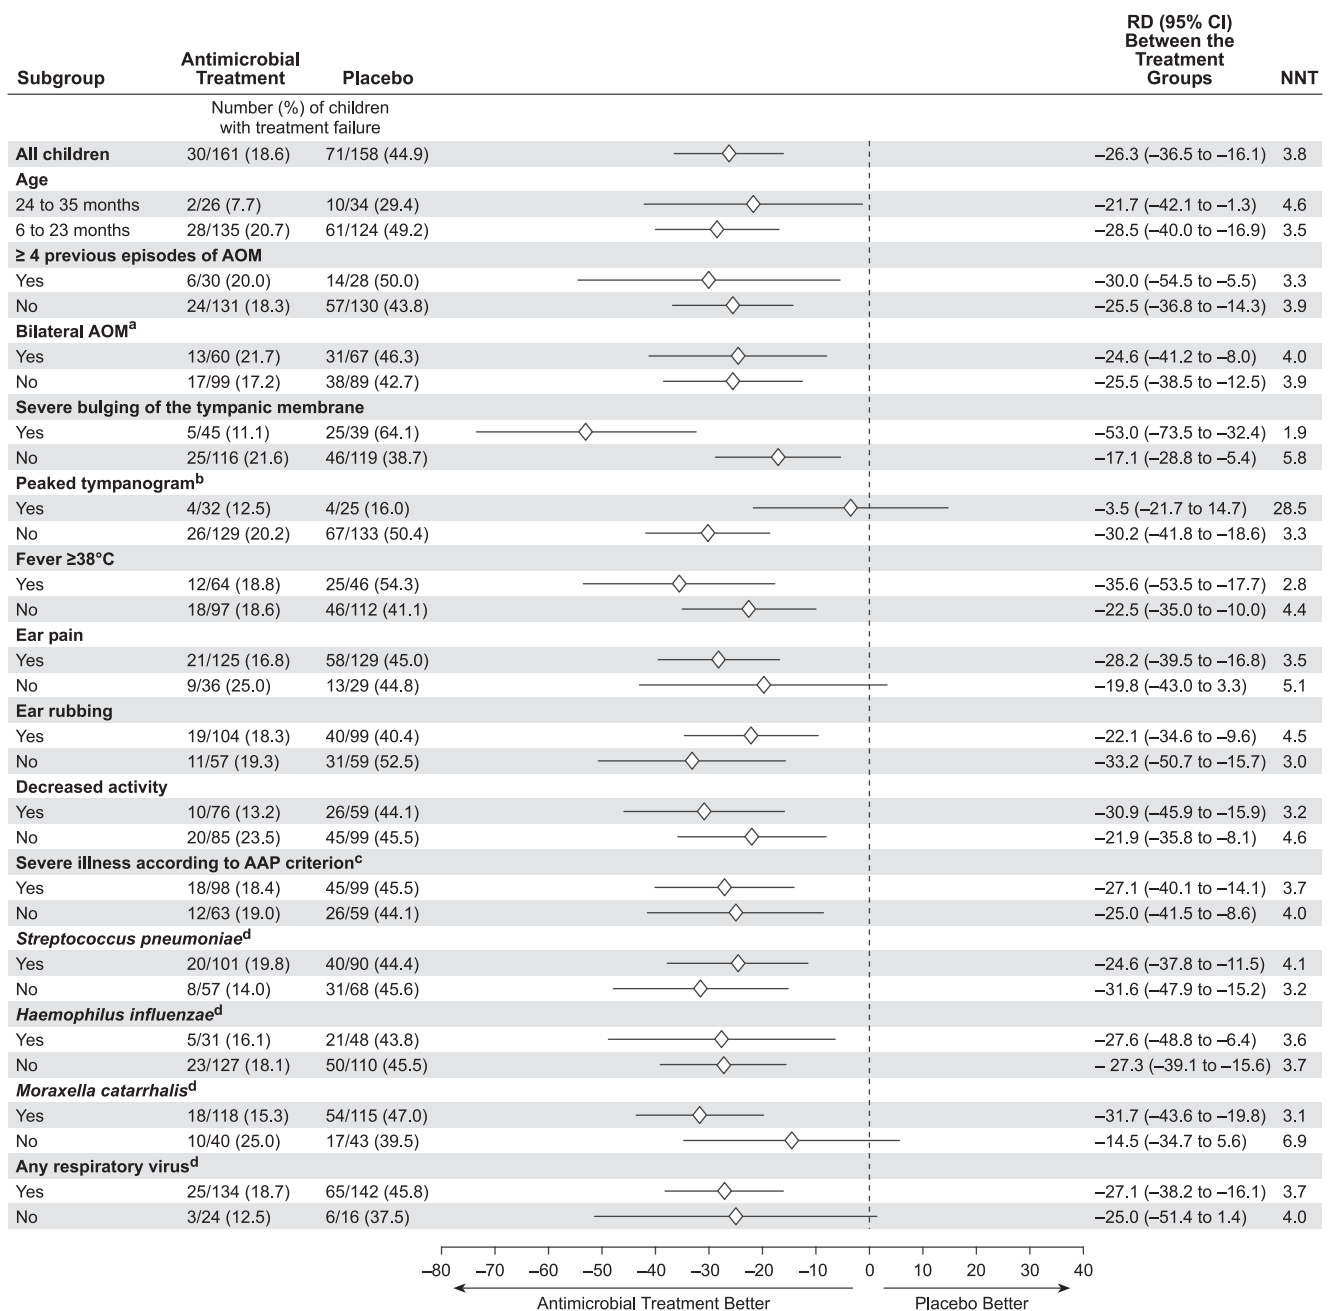 RD (95% CI)
Between the
Treatment
Groups
Antimicrobial
Treatment
Subgroup Placebo NNT
Number (%) of children
with treatment failure
All children 30/161 (18.6) 71/158 (44.9) –26.3 (–36.5 to –16.1) 3.8
Age
24 to 35 months 2/26 (7.7) 10/34 (29.4) –21.7 (–42.1 to –1.3) 4.6
6 to 23 months 28/135 (20.7) 61/124 (49.2) –28.5 (–40.0 to –16.9) 3.5
≥ 4 previous episodes of AOM
Yes 6/30 (20.0) 14/28 (50.0) –30.0 (–54.5 to –5.5) 3.3
No 24/131 (18.3) 57/130 (43.8) –25.5 (–36.8 to –14.3) 3.9
Bilateral AOMa
Yes 13/60 (21.7) 31/67 (46.3) –24.6 (–41.2 to –8.0) 4.0
No 17/99 (17.2) 38/89 (42.7) –25.5 (–38.5 to –12.5) 3.9
Severe bulging of the tympanic membrane
Yes 5/45 (11.1) 25/39 (64.1) –53.0 (–73.5 to –32.4) 1.9
No 25/116 (21.6) 46/119 (38.7) –17.1 (–28.8 to –5.4) 5.8
Peaked tympanogramb
Yes 4/32 (12.5) 4/25 (16.0) –3.5 (–21.7 to 14.7) 28.5
No 26/129 (20.2) 67/133 (50.4) –30.2 (–41.8 to –18.6) 3.3
Fever ≥38°C
Yes 12/64 (18.8) 25/46 (54.3) –35.6 (–53.5 to –17.7) 2.8
No 18/97 (18.6) 46/112 (41.1) –22.5 (–35.0 to –10.0) 4.4
Ear pain
Yes 21/125 (16.8) 58/129 (45.0) –28.2 (–39.5 to –16.8) 3.5
No 9/36 (25.0) 13/29 (44.8) –19.8 (–43.0 to 3.3) 5.1
Ear rubbing
Yes 19/104 (18.3) 40/99 (40.4) –22.1 (–34.6 to –9.6) 4.5
No 11/57 (19.3) 31/59 (52.5) –33.2 (–50.7 to –15.7) 3.0
Decreased activity
Yes 10/76 (13.2) 26/59 (44.1) –30.9 (–45.9 to –15.9) 3.2
No 20/85 (23.5) 45/99 (45.5) –21.9 (–35.8 to –8.1) 4.6
Severe illness according to AAP criterionc
Yes 18/98 (18.4) 45/99 (45.5) –27.1 (–40.1 to –14.1) 3.7
No 12/63 (19.0) 26/59 (44.1) –25.0 (–41.5 to –8.6) 4.0
Streptococcus pneumoniaed
Yes 20/101 (19.8) 40/90 (44.4) –24.6 (–37.8 to –11.5) 4.1
No 8/57 (14.0) 31/68 (45.6) –31.6 (–47.9 to –15.2) 3.2
Haemophilus influenzaed
Yes 5/31 (16.1) 21/48 (43.8) –27.6 (–48.8 to –6.4) 3.6
No 23/127 (18.1) 50/110 (45.5) – 27.3 (–39.1 to –15.6) 3.7
Moraxella catarrhalisd
Yes 18/118 (15.3) 54/115 (47.0) –31.7 (–43.6 to –19.8) 3.1
No 10/40 (25.0) 17/43 (39.5) –14.5 (–34.7 to 5.6) 6.9
Any respiratory virusd
Yes 25/134 (18.7) 65/142 (45.8) –27.1 (–38.2 to –16.1) 3.7
No 3/24 (12.5) 6/16 (37.5) –25.0 (–51.4 to 1.4) 4.0
–80 –70 –60 –50 –40 –30 –20 –10 0 10 20 30 40
Antimicrobial Treatment Better Placebo Better